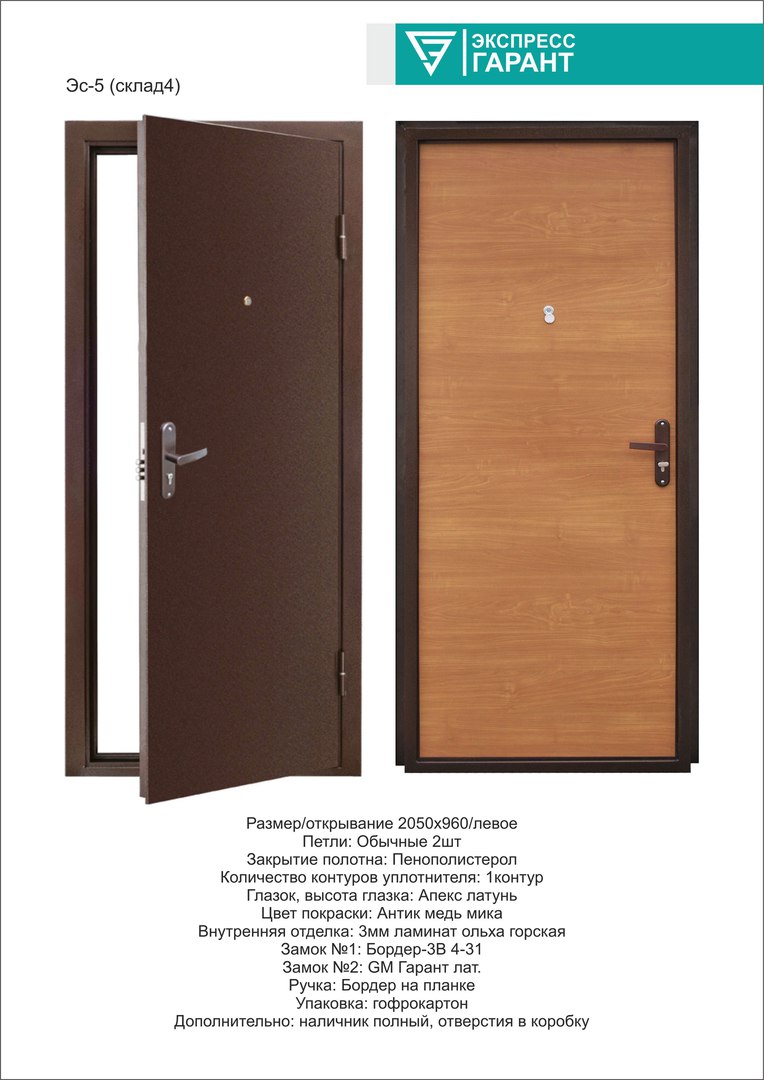 ЭКСПРЕСС
ГАРАНТ
Эс-5 (склад4)
Размер/открывание 2050х960/левое
Петли: Обычные 2шт
Закрытие полотна: Пенополистерол
Количество контуров уплотнителя: 1контур
Глазок, высота глазка: Апекс латунь
Цвет покраски: Антик медь мика
Внутренняя отделка: 3мм ламинат ольха горская
Замок №1: Бордер-3В 4-31
Замок №2: GM Гарант лат.
Ручка: Бордер на планке
Упаковка: гофрокартон
Дополнительно: наличник полный, отверстия в коробку